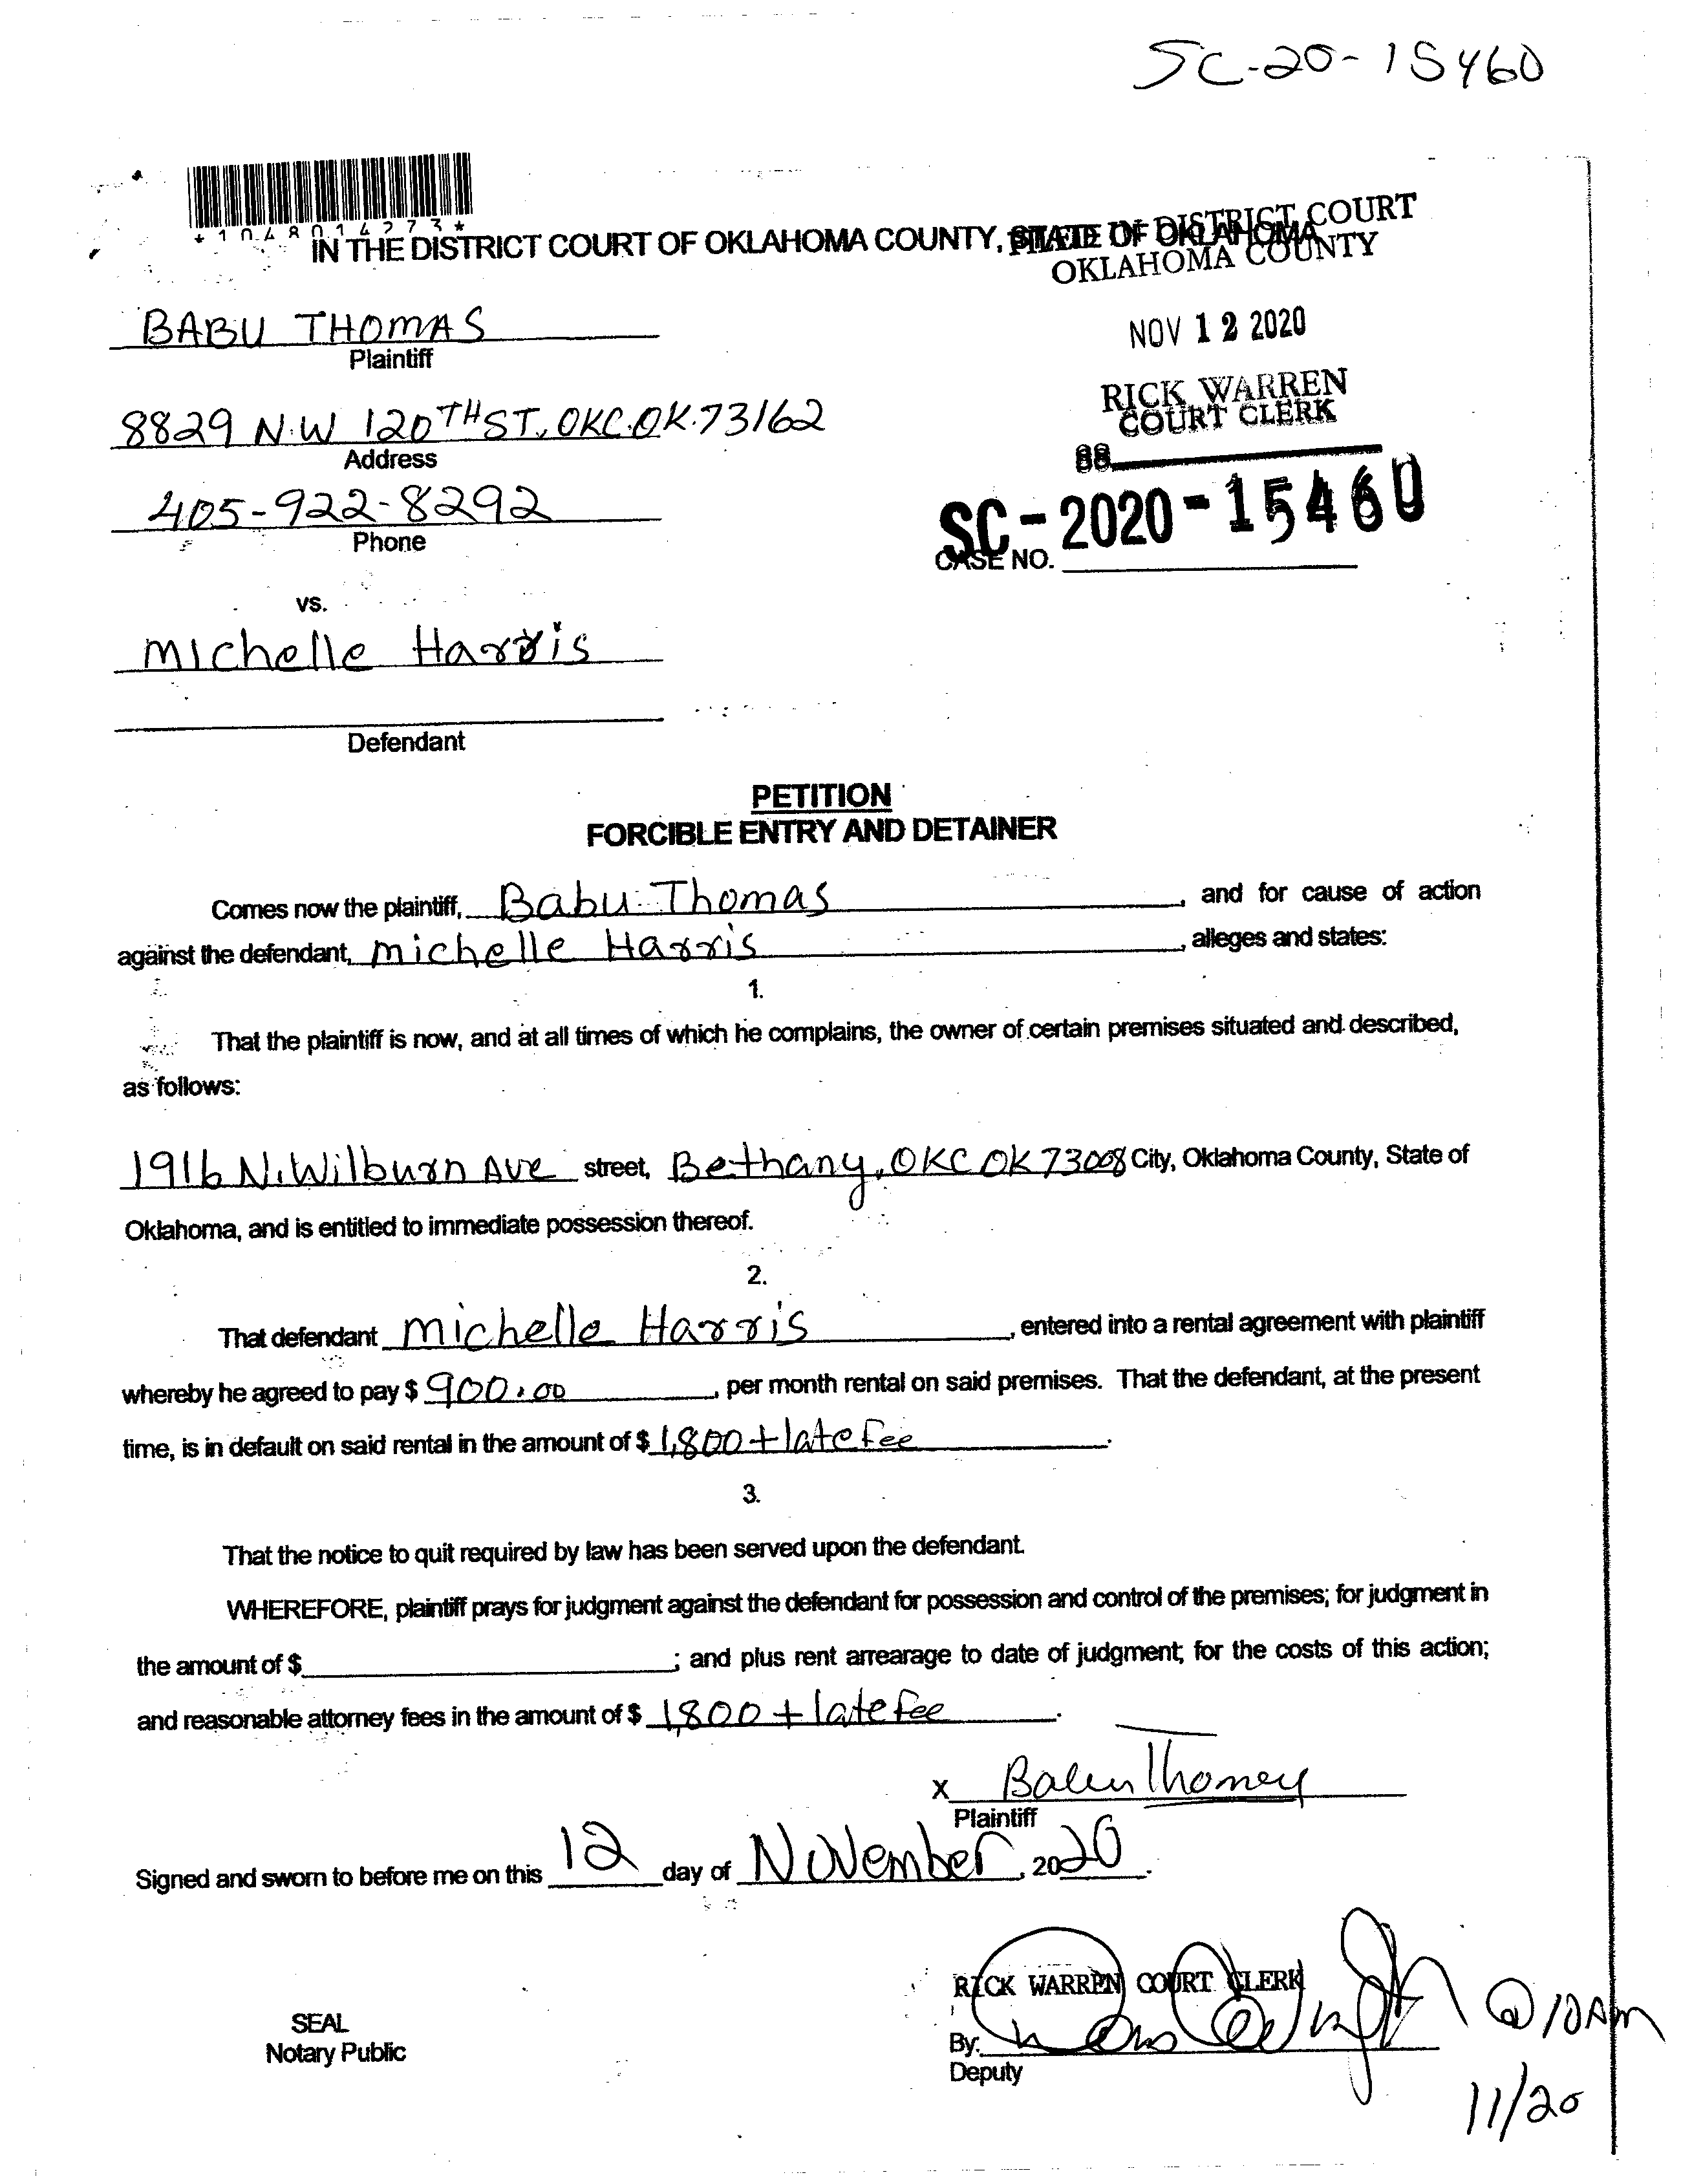 SC-20-15460
*1048014273*
IN THE DISTRICT COURT OF OKLAHOMA COUNTY, STATE OF OKLAHOMA
FILED IN DISTRICT COURT
OKLAHOMA COUNTY
BABU THOMAS
Plaintiff
NOV 12 2020
8829 N.W 120TH ST., OKC.OK.73162
Address
RICK WARREN
COURT CLERK
88
405-922-8292
Phone
SC-2020-15460
CASE NO.
vs.
Michelle Harris
Defendant
PETITION
FORCIBLE ENTRY AND DETAINER
Comes now the plaintiff, Babu Thomas, and for cause of action
against the defendant, Michelle Harris, alleges and states:
1.
That the plaintiff is now, and at all times of which he complains, the owner of certain premises situated and described,
as follows:
1916 N. Wilburn Ave street, Bethany, OKC OK 73008 City, Oklahoma County, State of
Oklahoma, and is entitled to immediate possession thereof.
2.
That defendant Michelle Harris, entered into a rental agreement with plaintiff
whereby he agreed to pay $ 900.00, per month rental on said premises. That the defendant, at the present
time, is in default on said rental in the amount of $ 1,800 + late fee.
3.
That the notice to quit required by law has been served upon the defendant.
WHEREFORE, plaintiff prays for judgment against the defendant for possession and control of the premises; for judgment in
the amount of $ ; and plus rent arrearage to date of judgment; for the costs of this action;
and reasonable attorney fees in the amount of $ 1,800 + late fee.
x Babu Thomas
Plaintiff
Signed and sworn to before me on this 12 day of November, 2020.
RICK WARREN COURT CLERK
SEAL
Notary Public
By:
Deputy
@ 10 Am
11/20